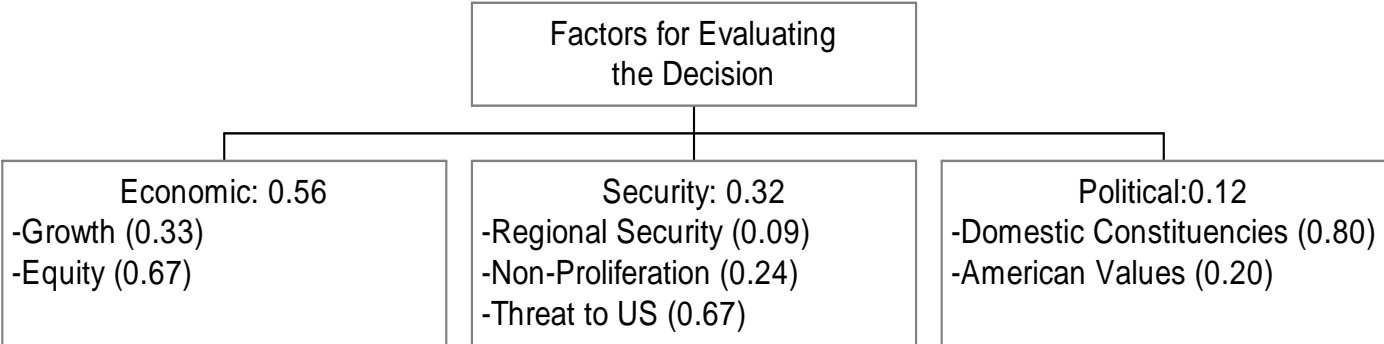 Factors for Evaluating
the Decision
Economic: 0.56
-Growth (0.33)
-Equity (0.67)
Security: 0.32
-Regional Security (0.09)
-Non-Proliferation (0.24)
-Threat to US (0.67)
Political:0.12
-Domestic Constituencies (0.80)
-American Values (0.20)